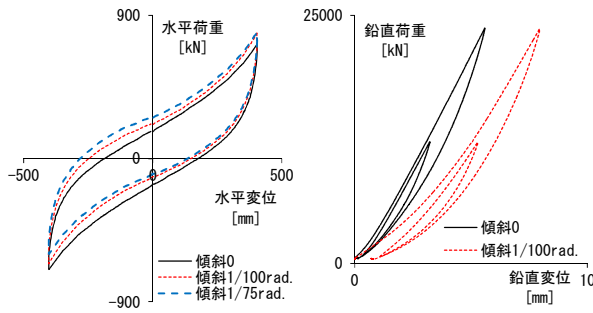 900
水平荷重
[kN]
0
-500
0
500
水平変位
[mm]
傾斜0
傾斜1/100rad.
傾斜1/75rad.
-900
25000
鉛直荷重
[kN]
傾斜0
傾斜1/100rad.
0
0
10
鉛直変位
[mm]